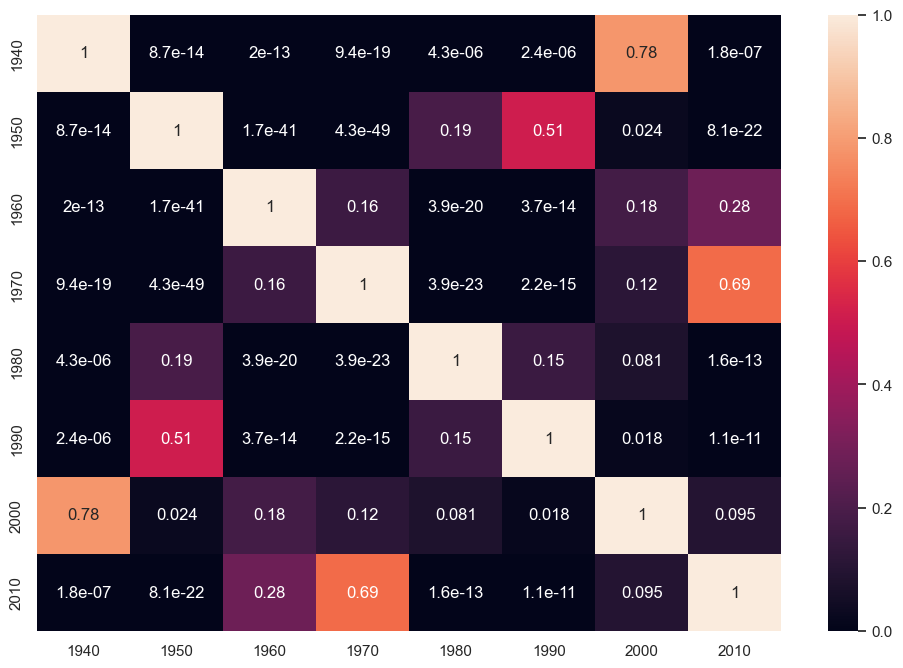 1940 1 8.7e-14 2e-13 9.4e-19 4.3e-06 2.4e-06 0.78 1.8e-07
1950 8.7e-14 1 1.7e-41 4.3e-49 0.19 0.51 0.024 8.1e-22
1960 2e-13 1.7e-41 1 0.16 3.9e-20 3.7e-14 0.18 0.28
1970 9.4e-19 4.3e-49 0.16 1 3.9e-23 2.2e-15 0.12 0.69
1980 4.3e-06 0.19 3.9e-20 3.9e-23 1 0.15 0.081 1.6e-13
1990 2.4e-06 0.51 3.7e-14 2.2e-15 0.15 1 0.018 1.1e-11
2000 0.78 0.024 0.18 0.12 0.081 0.018 1 0.095
2010 1.8e-07 8.1e-22 0.28 0.69 1.6e-13 1.1e-11 0.095 1
1940 1950 1960 1970 1980 1990 2000 2010
1.0
0.8
0.6
0.4
0.2
0.0